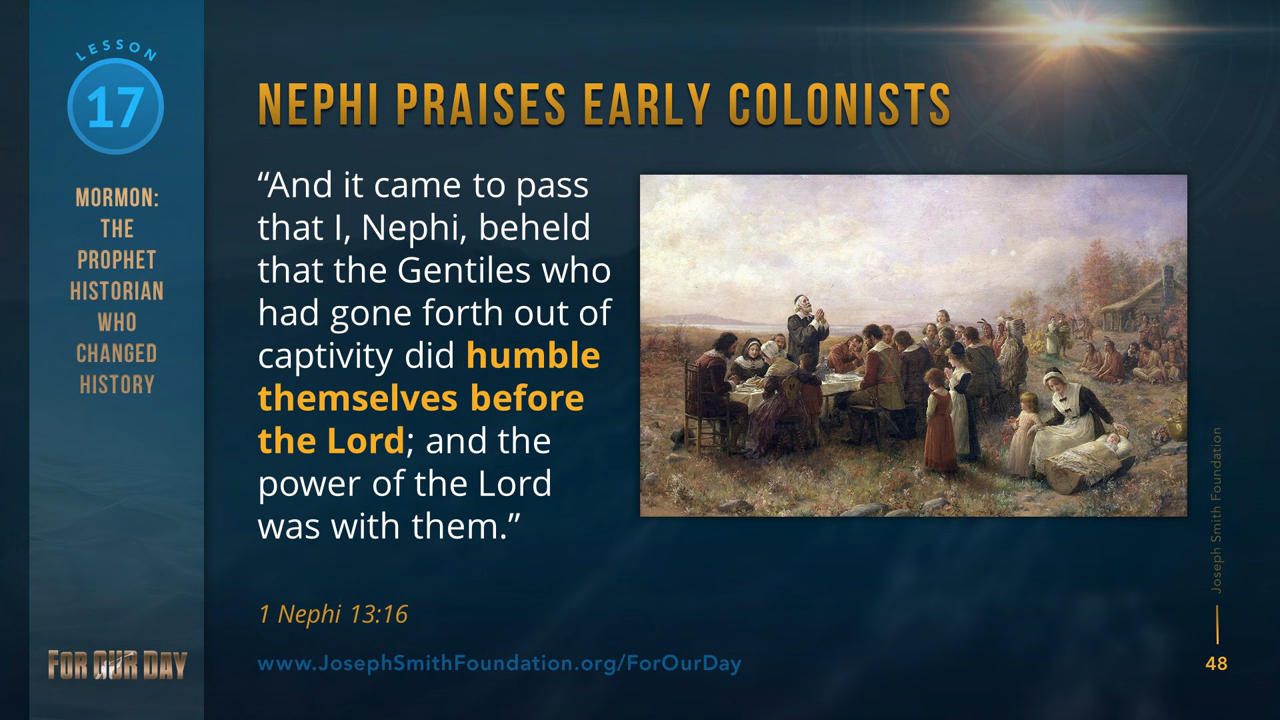 LESSON
17
MORMON:
THE
PROPHET
HISTORIAN
WHO
CHANGED
HISTORY
FOR OUR DAY
NEPHI PRAISES EARLY COLONISTS
“And it came to pass
that I, Nephi, beheld
that the Gentiles who
had gone forth out of
captivity did humble
themselves before
the Lord; and the
power of the Lord
was with them.”
1 Nephi 13:16
www.JosephSmithFoundation.org/ForOurDay
Joseph Smith Foundation
48